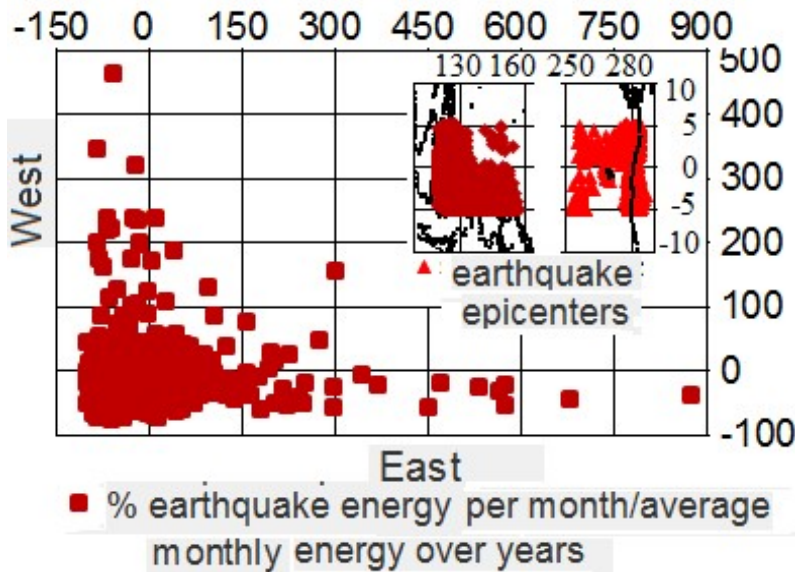 -150 0 150 300 450 600 750 900
500
400
300
200
100
0
-100
West
East
130 160 250 280
10
5
0
-5
-10
earthquake
epicenters
% earthquake energy per month/average
monthly energy over years